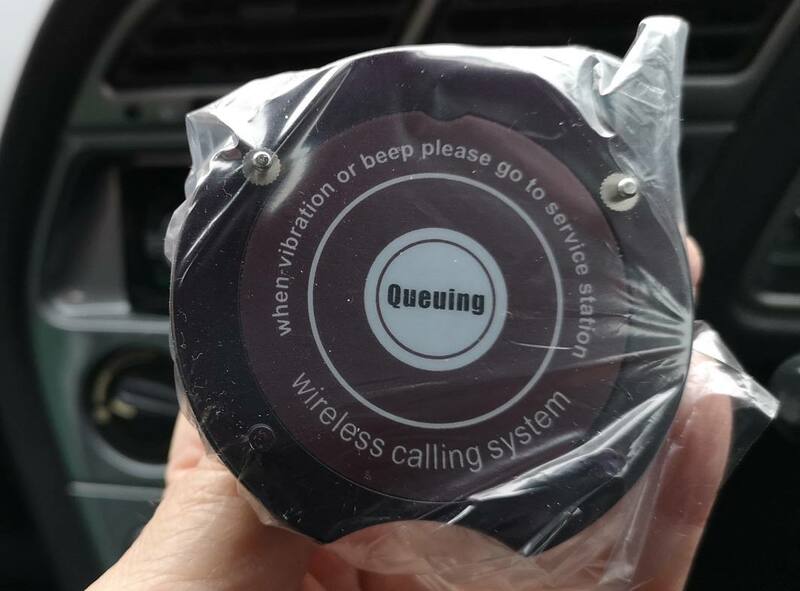 when vibration or beep please go to service station
Queuing
wireless calling system